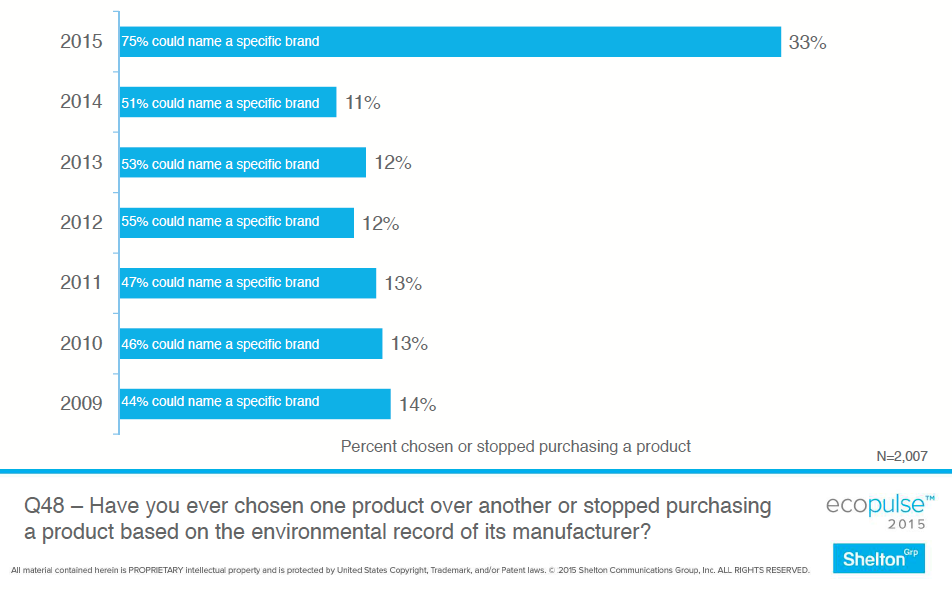 2015 75% could name a specific brand 33%
2014 51% could name a specific brand 11%
2013 53% could name a specific brand 12%
2012 55% could name a specific brand 12%
2011 47% could name a specific brand 13%
2010 46% could name a specific brand 13%
2009 44% could name a specific brand 14%
Percent chosen or stopped purchasing a product
N=2,007
Q48 – Have you ever chosen one product over another or stopped purchasing
a product based on the environmental record of its manufacturer?
ecopulse™
2015
Shelton Grp
All material contained herein is PROPRIETARY intellectual property and is protected by United States Copyright, Trademark, and/or Patent laws. © 2015 Shelton Communications Group, Inc. ALL RIGHTS RESERVED.